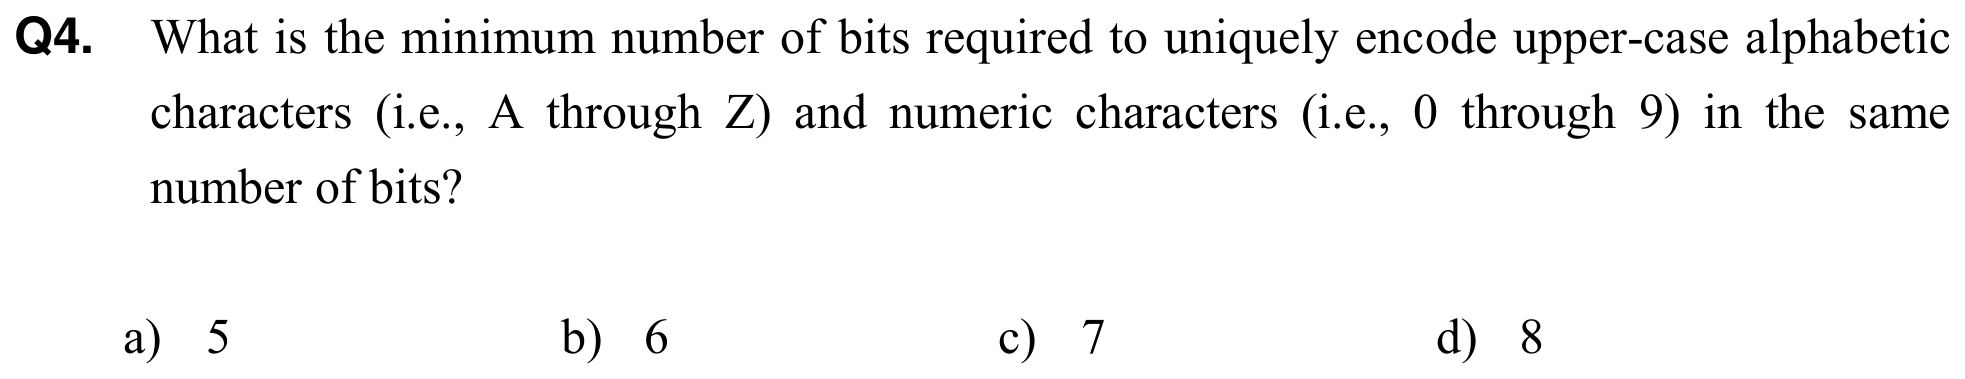 Q4. What is the minimum number of bits required to uniquely encode upper-case alphabetic
characters (i.e., A through Z) and numeric characters (i.e., 0 through 9) in the same
number of bits?
a) 5 b) 6 c) 7 d) 8